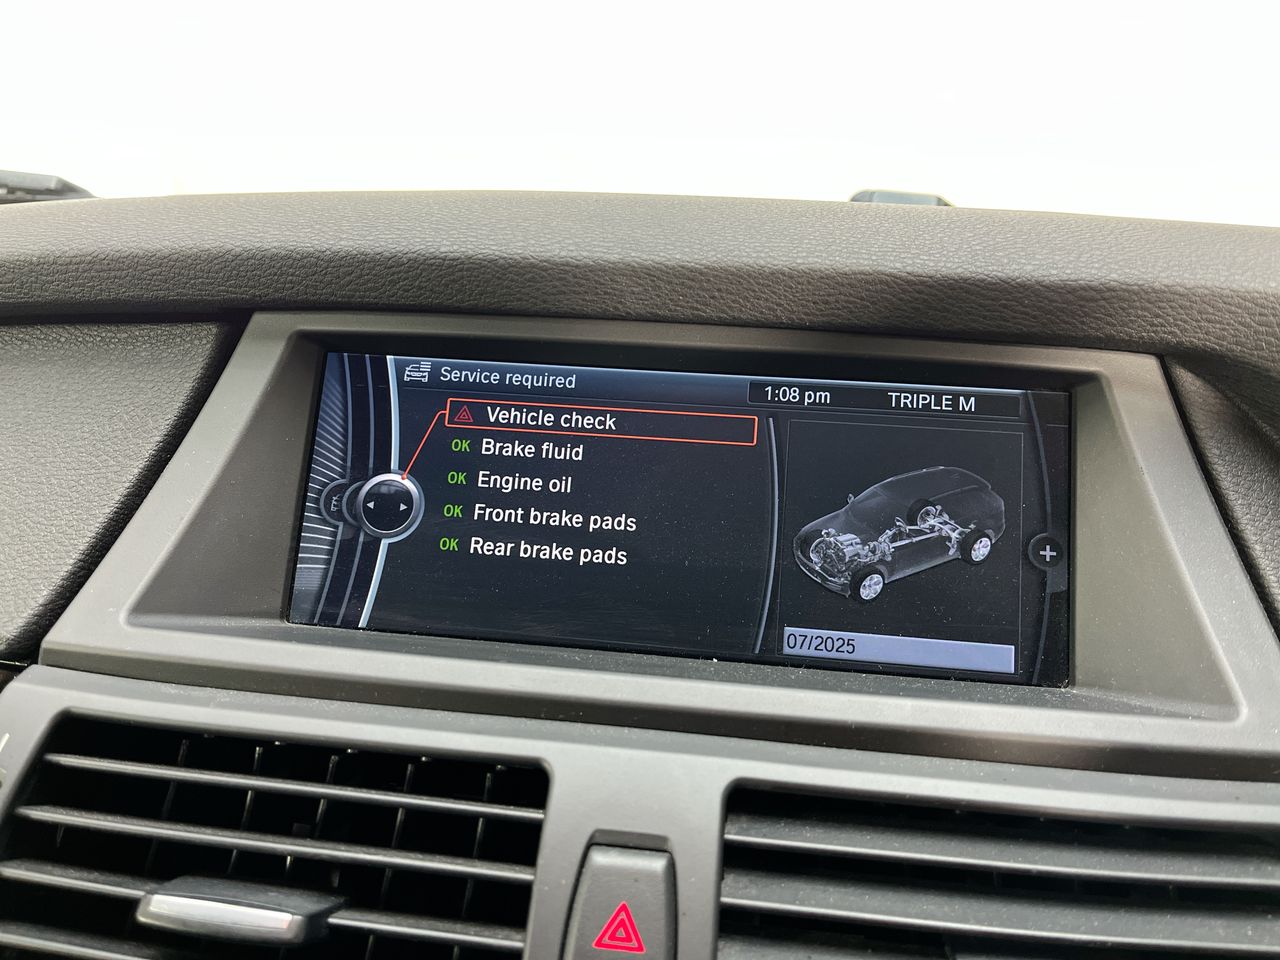 Service required
1:08 pm
TRIPLE M
Vehicle check
OK Brake fluid
OK Engine oil
OK Front brake pads
OK Rear brake pads
07/2025